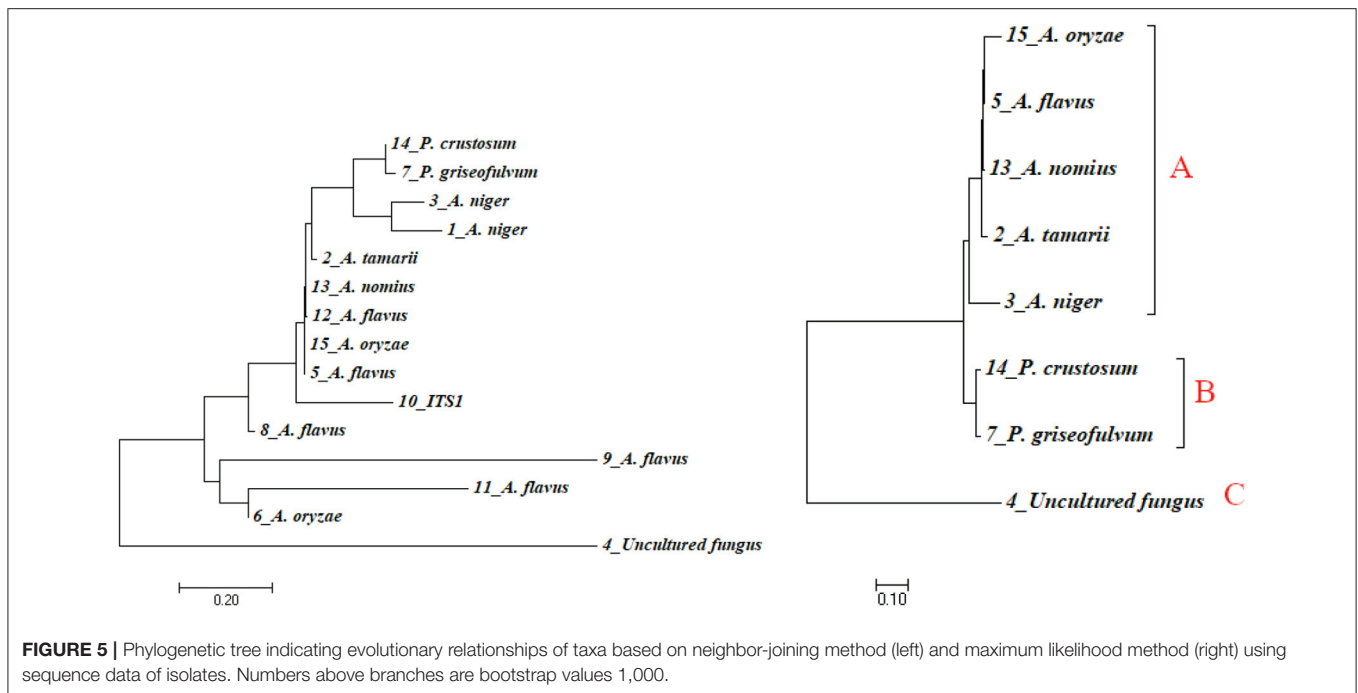 14_P. crustosum
7_P. griseofulvum
3_A. niger
1_A. niger
2_A. tamarii
13_A. nomius
12_A. flavus
15_A. oryzae
5_A. flavus
10_ITS1
8_A. flavus
9_A. flavus
11_A. flavus
6_A. oryzae
4_Uncultured fungus
0.20
15_A. oryzae
5_A. flavus
13_A. nomius
A
2_A. tamarii
3_A. niger
14_P. crustosum
B
7_P. griseofulvum
4_Uncultured fungus C
0.10
FIGURE 5 | Phylogenetic tree indicating evolutionary relationships of taxa based on neighbor-joining method (left) and maximum likelihood method (right) using
sequence data of isolates. Numbers above branches are bootstrap values 1,000.